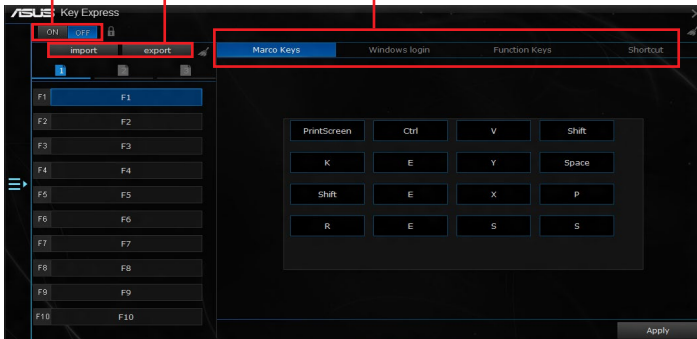 ASUS Key Express
ON OFF
import export
Marco Keys Windows login Function Keys Shortcut
1 2 3
F1 F1
F2 F2
F3 F3
F4 F4
F5 F5
F6 F6
F7 F7
F8 F8
F9 F9
F10 F10
PrintScreen Ctrl V Shift
K E Y Space
Shift E X P
R E S S
Apply